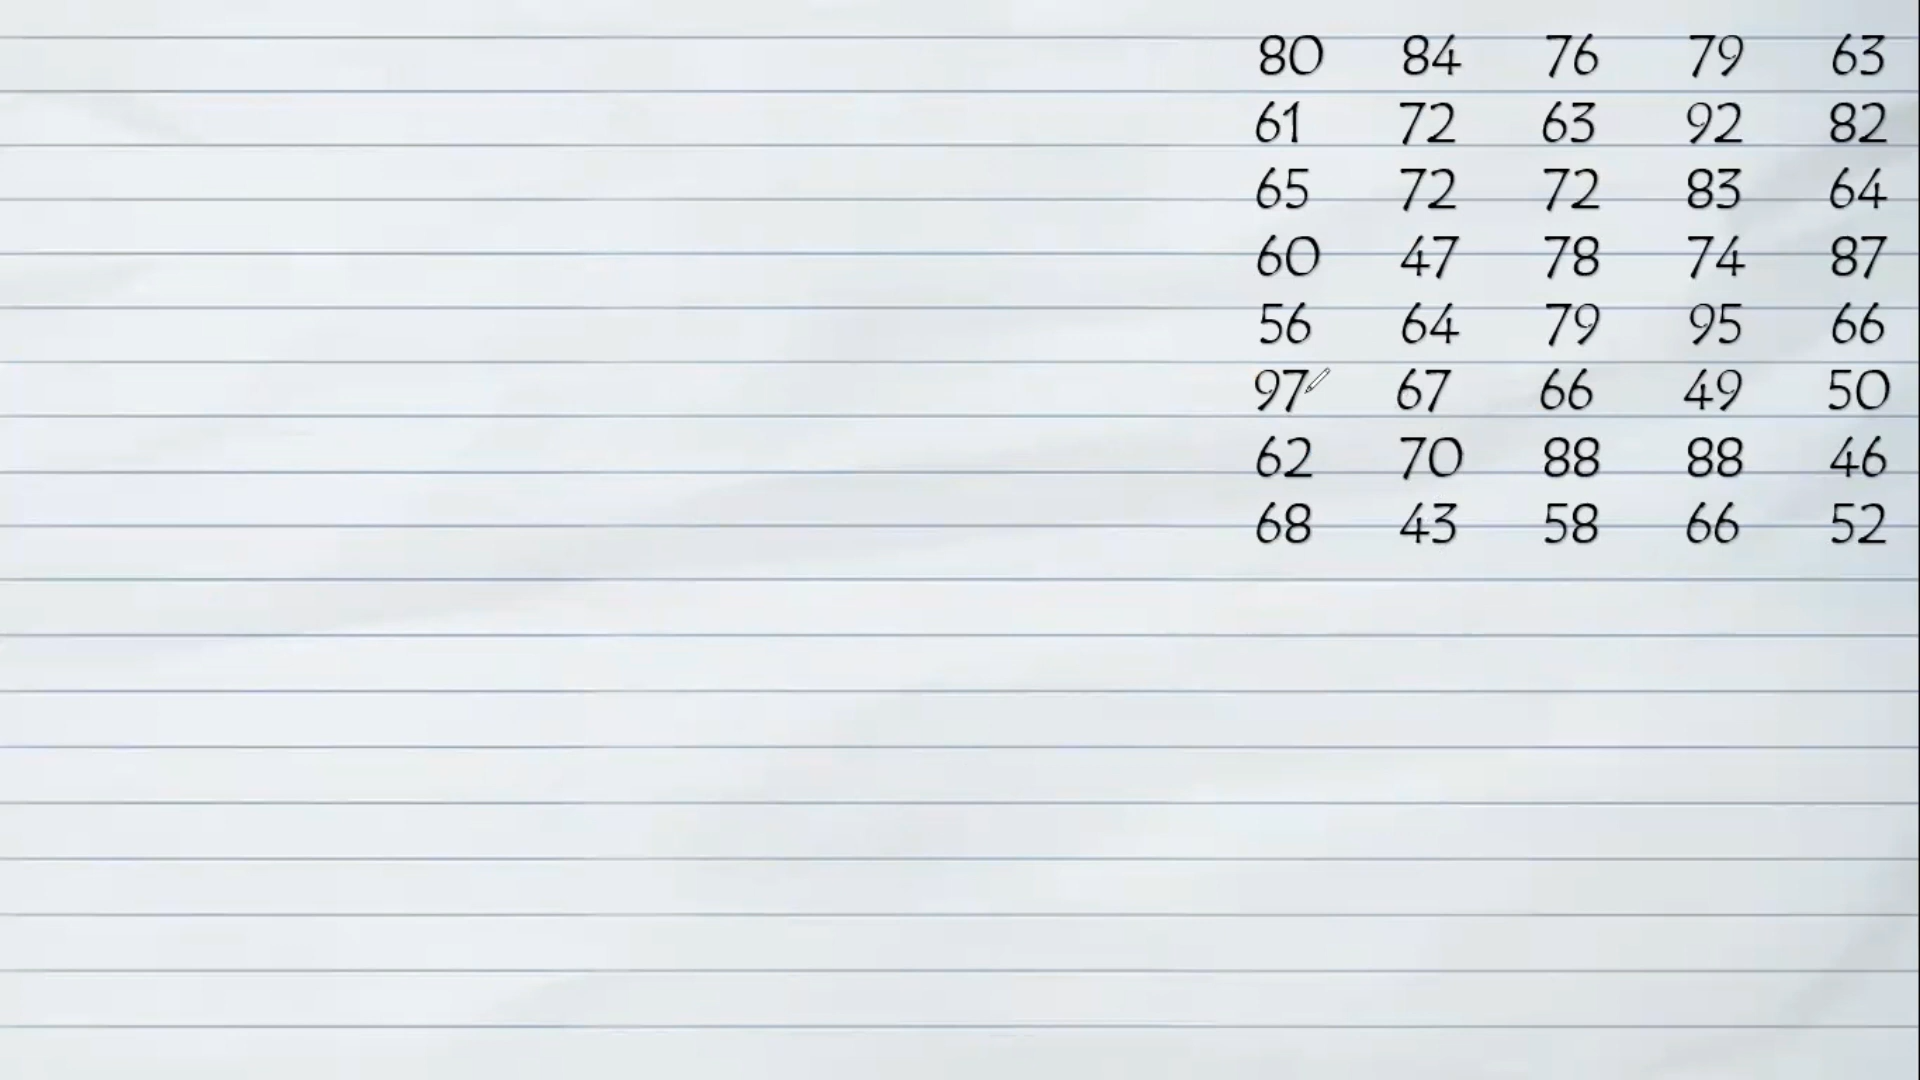 80 84 76 79 63
61 72 63 92 82
65 72 72 83 64
60 47 78 74 87
56 64 79 95 66
97 67 66 49 50
62 70 88 88 46
68 43 58 66 52